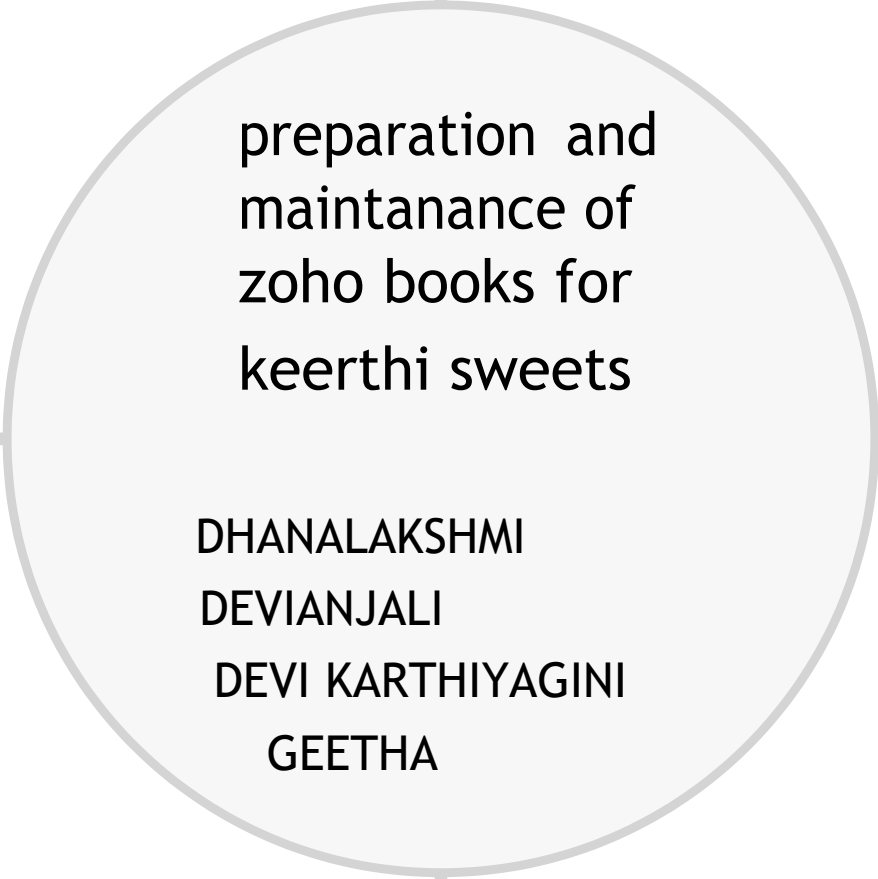 preparation and
maintanance of
zoho books for
keerthi sweets
DHANALAKSHMI
DEVIANJALI
DEVI KARTHIYAGINI
GEETHA